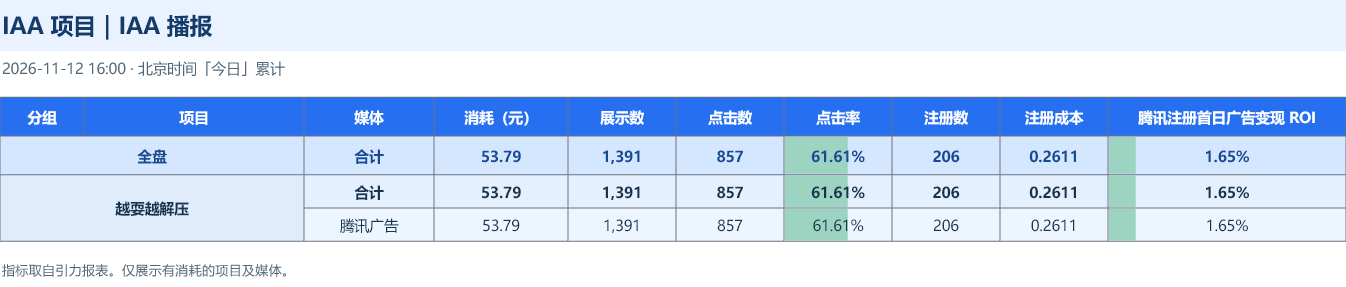 IAA 项目 | IAA 播报
2026-11-12 16:00 · 北京时间「今日」累计
分组 项目 媒体 消耗（元） 展示数 点击数 点击率 注册数 注册成本 腾讯注册首日广告变现 ROI
全盘 合计 53.79 1,391 857 61.61% 206 0.2611 1.65%
越耍越解压 合计 53.79 1,391 857 61.61% 206 0.2611 1.65%
腾讯广告 53.79 1,391 857 61.61% 206 0.2611 1.65%
指标取自引力报表。仅展示有消耗的项目及媒体。